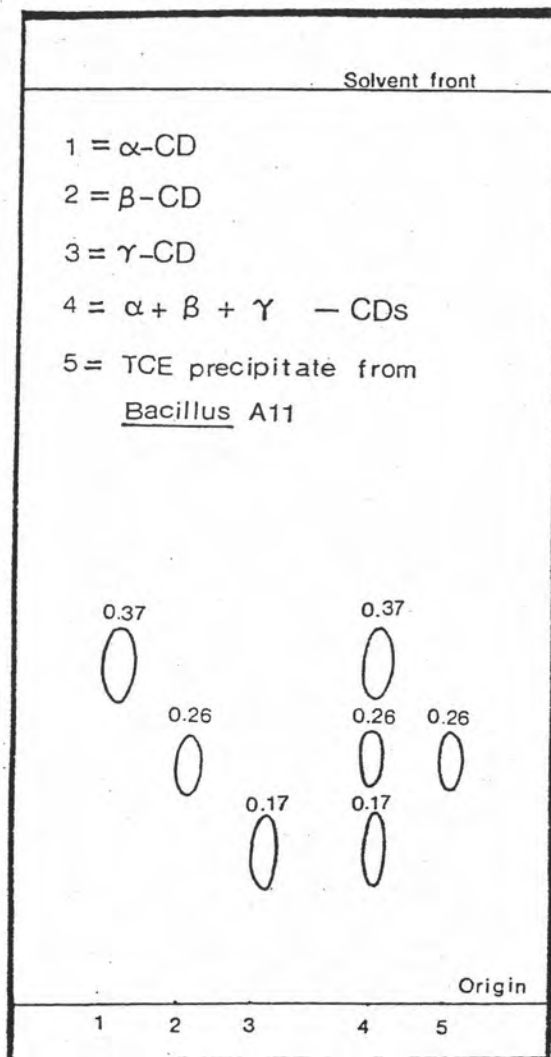 Solvent front
1 = α-CD
2 = β-CD
3 = γ-CD
4 = α + β + γ — CDs
5 = TCE precipitate from
Bacillus A11
0.37 0.37
0.26 0.26 0.26
0.17 0.17
Origin
1 2 3 4 5